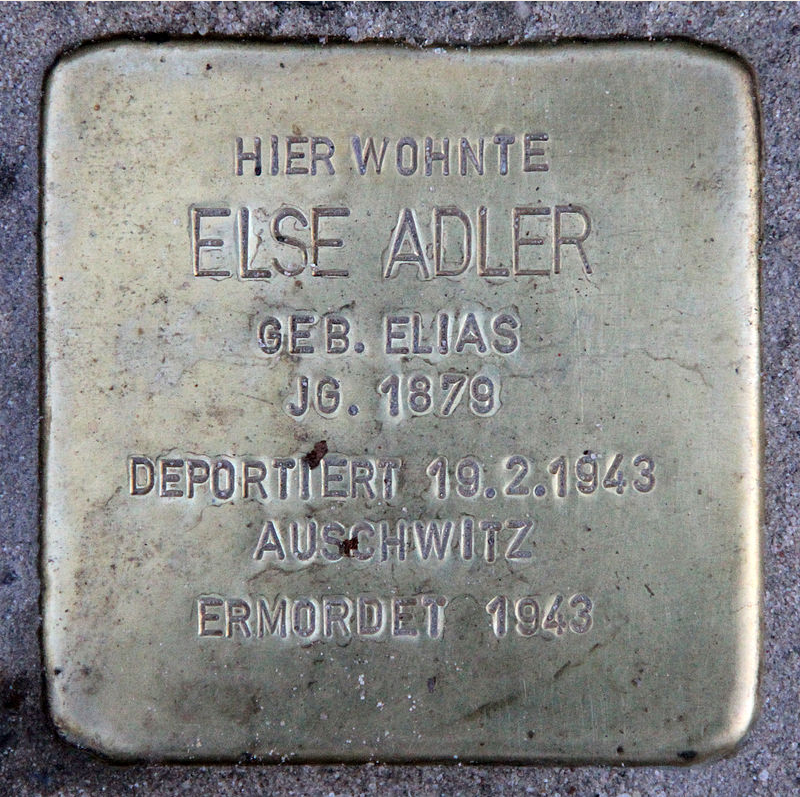 HIER WOHNTE
ELSE ADLER
GEB. ELIAS
JG. 1879
DEPORTIERT 19.2.1943
AUSCHWITZ
ERMORDET 1943